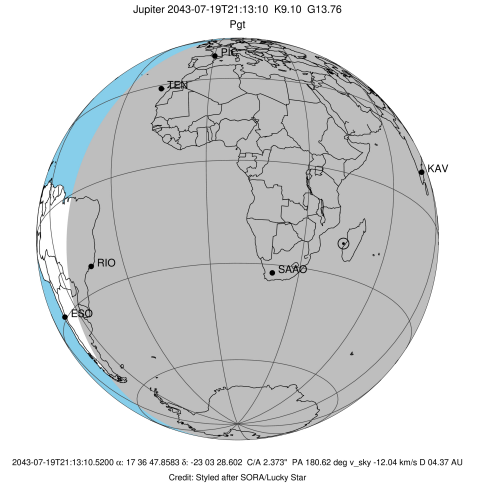 Jupiter 2043-07-19T21:13:10 K9.10 G13.76
Pgt
PIC
TEN
KAV
RIO
SAAO
ESO
2043-07-19T21:13:10.5200 α: 17 36 47.8583 δ: -23 03 28.602 C/A 2.373" PA 180.62 deg v_sky -12.04 km/s D 04.37 AU
Credit: Styled after SORA/Lucky Star